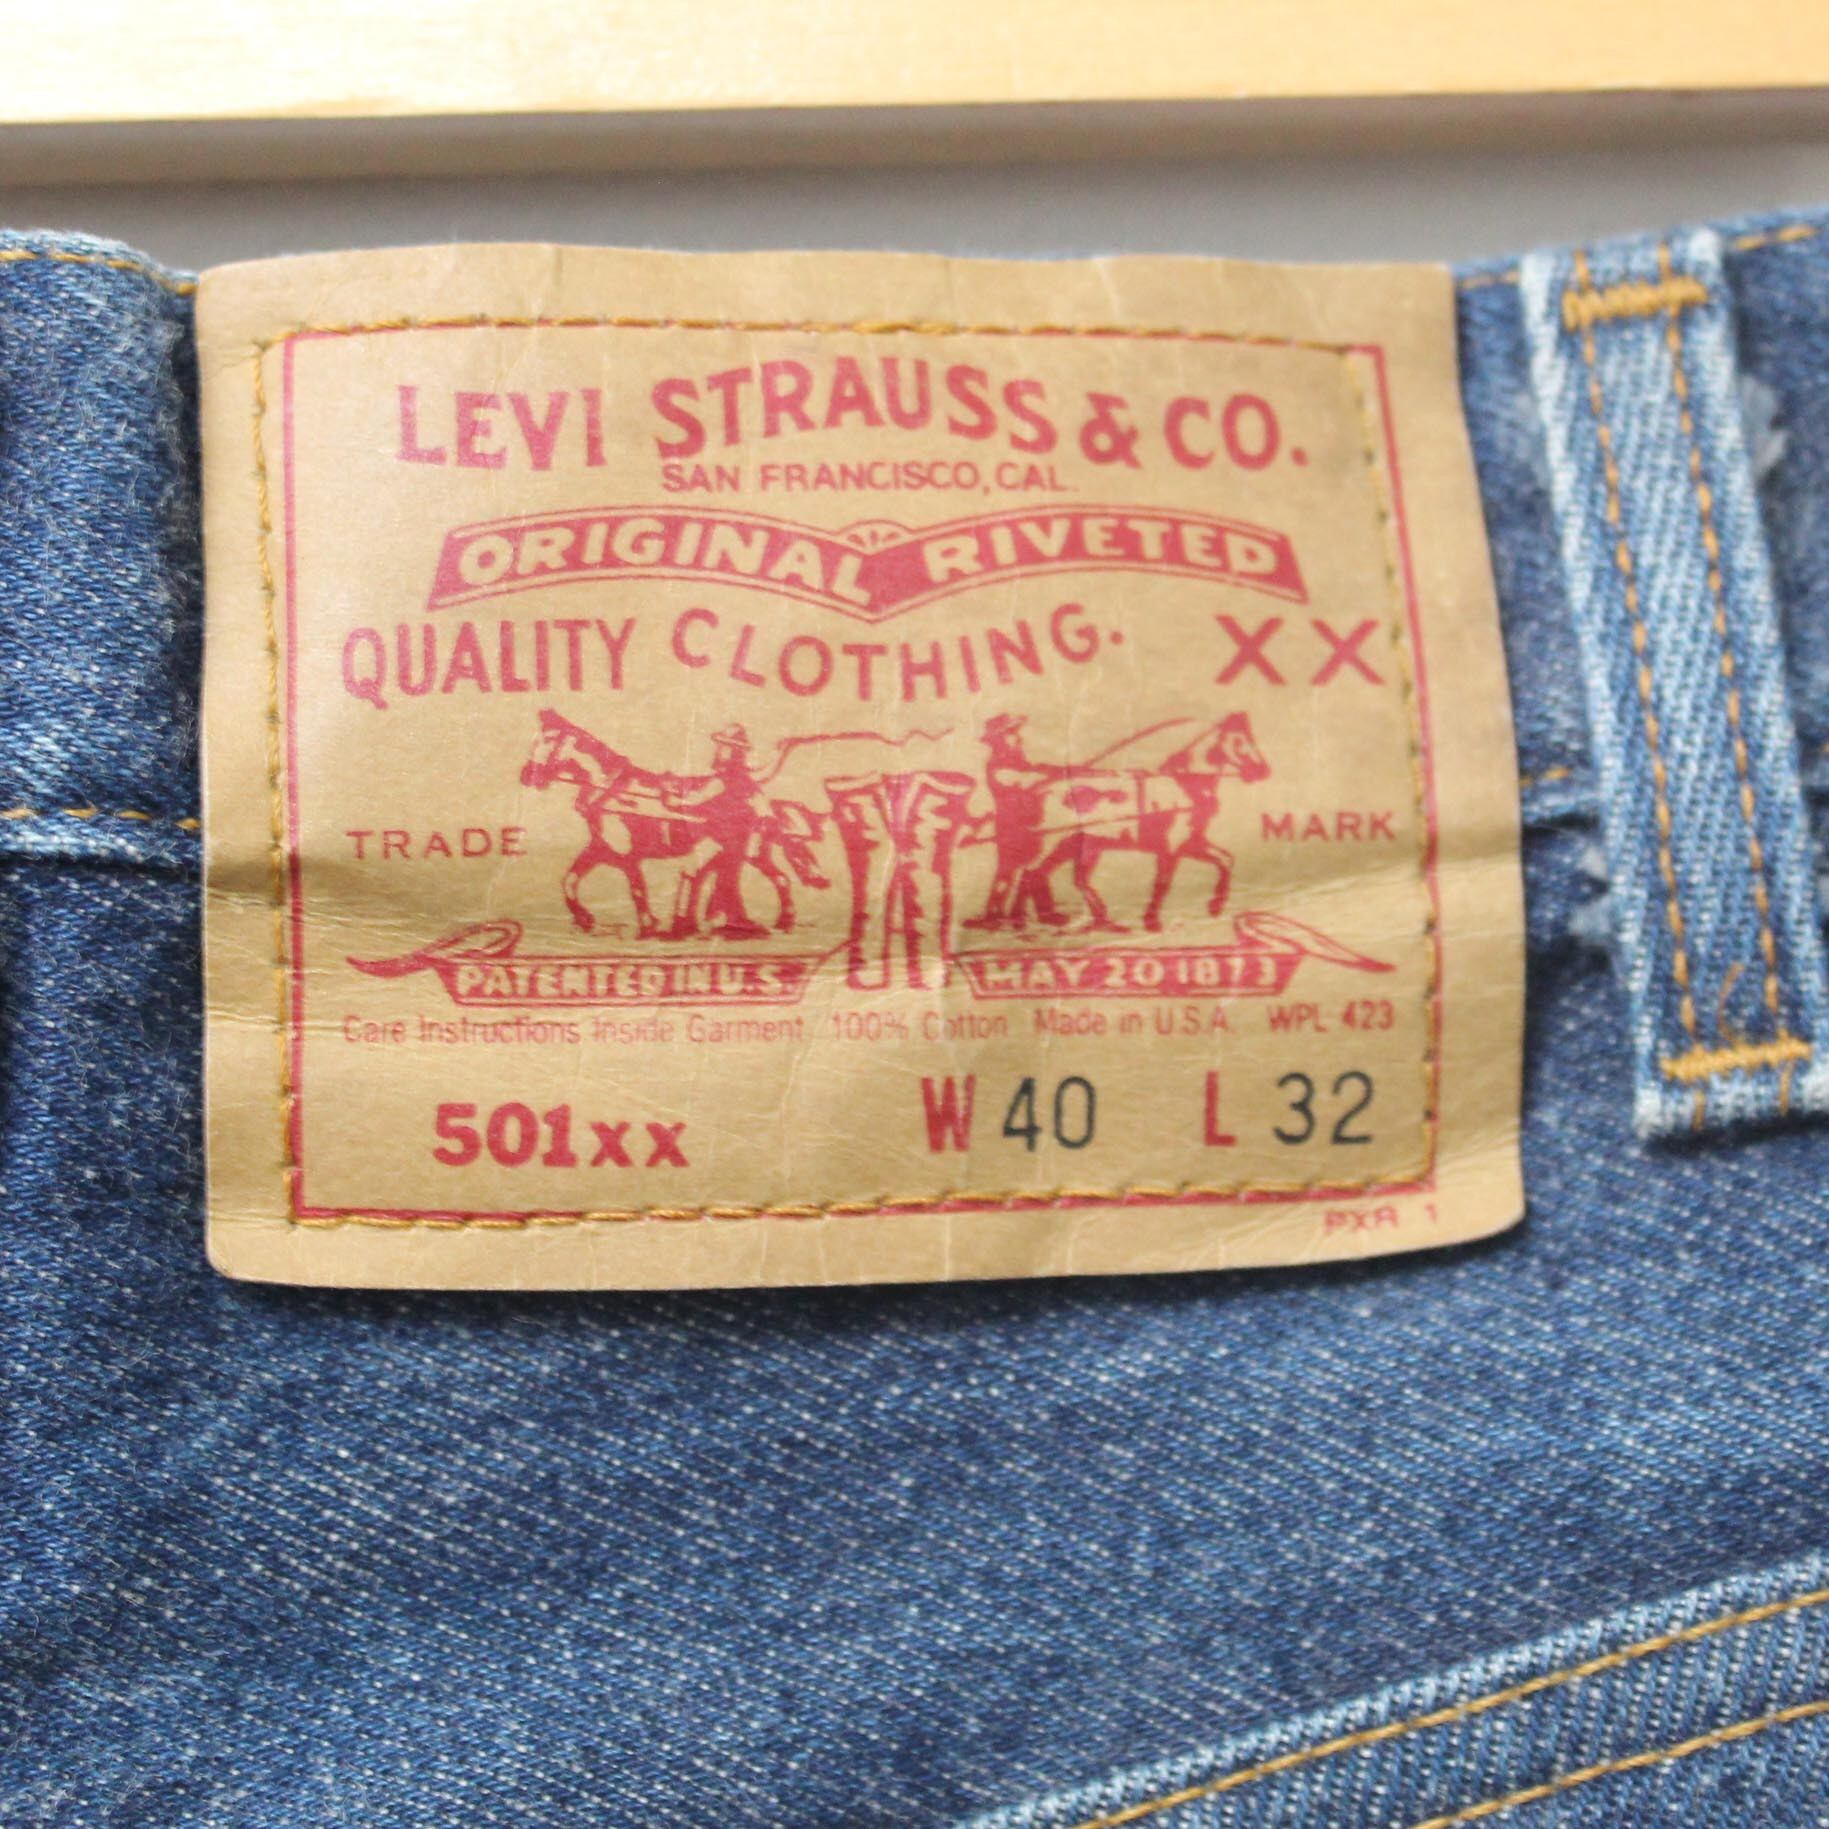 LEVI STRAUSS & CO.
SAN FRANCISCO, CAL.
ORIGINAL RIVETED
QUALITY CLOTHING. XX
TRADE MARK
PATENTED IN U.S. MAY 20 1873
Care Instructions Inside Garment 100% Cotton Made in U.S.A. WPL 423
501xx W 40 L 32
PXR 1